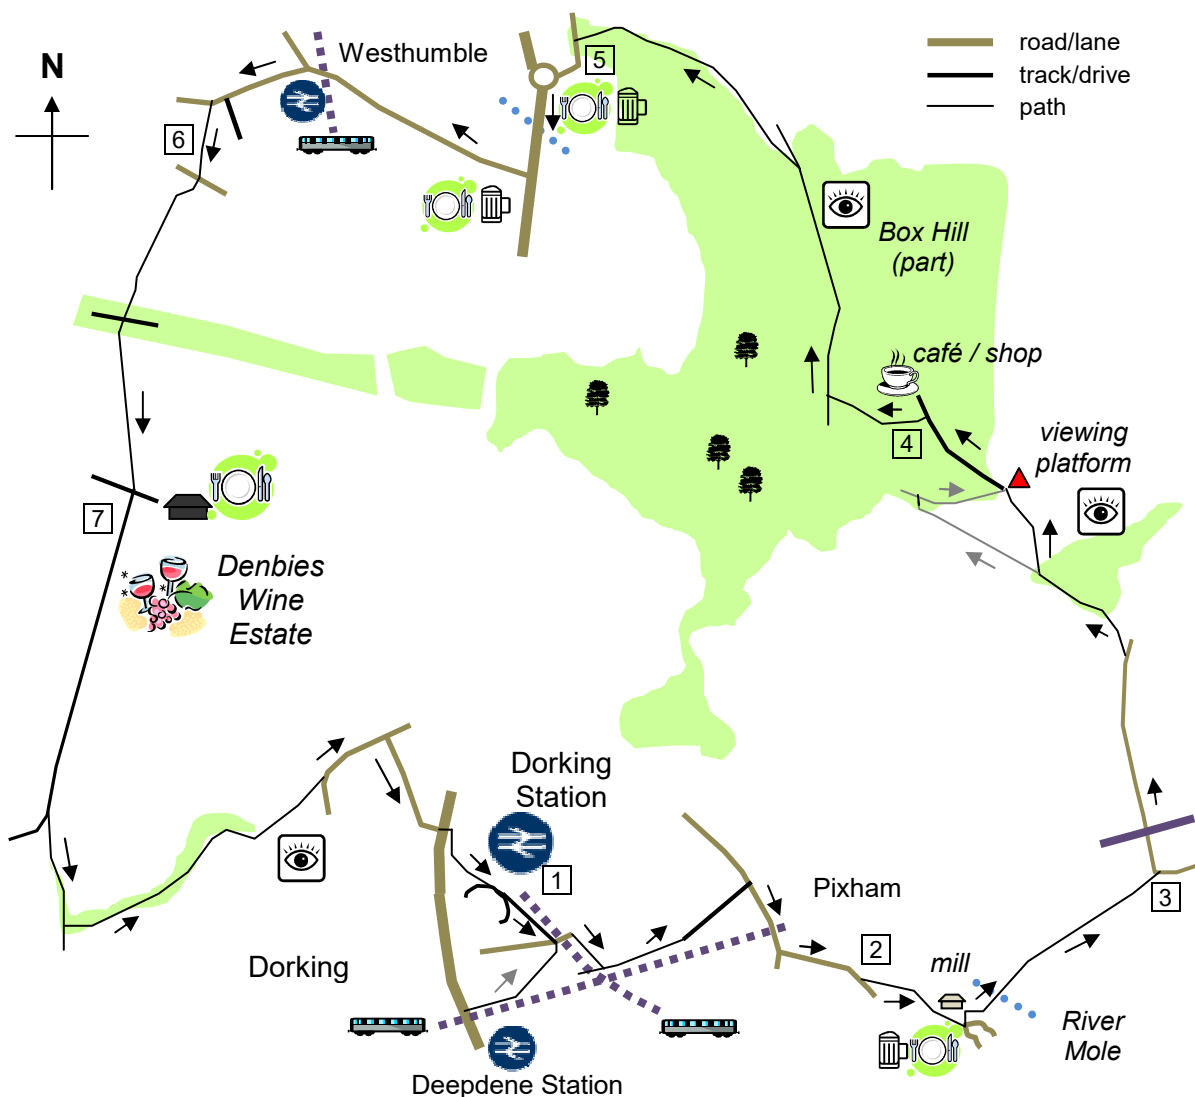 N
Westhumble
5
road/lane
track/drive
path
6
Box Hill
(part)
café / shop
4
viewing
platform
7
Denbies
Wine
Estate
Dorking
Station
1
Pixham
3
2
Dorking
mill
River
Mole
Deepdene Station